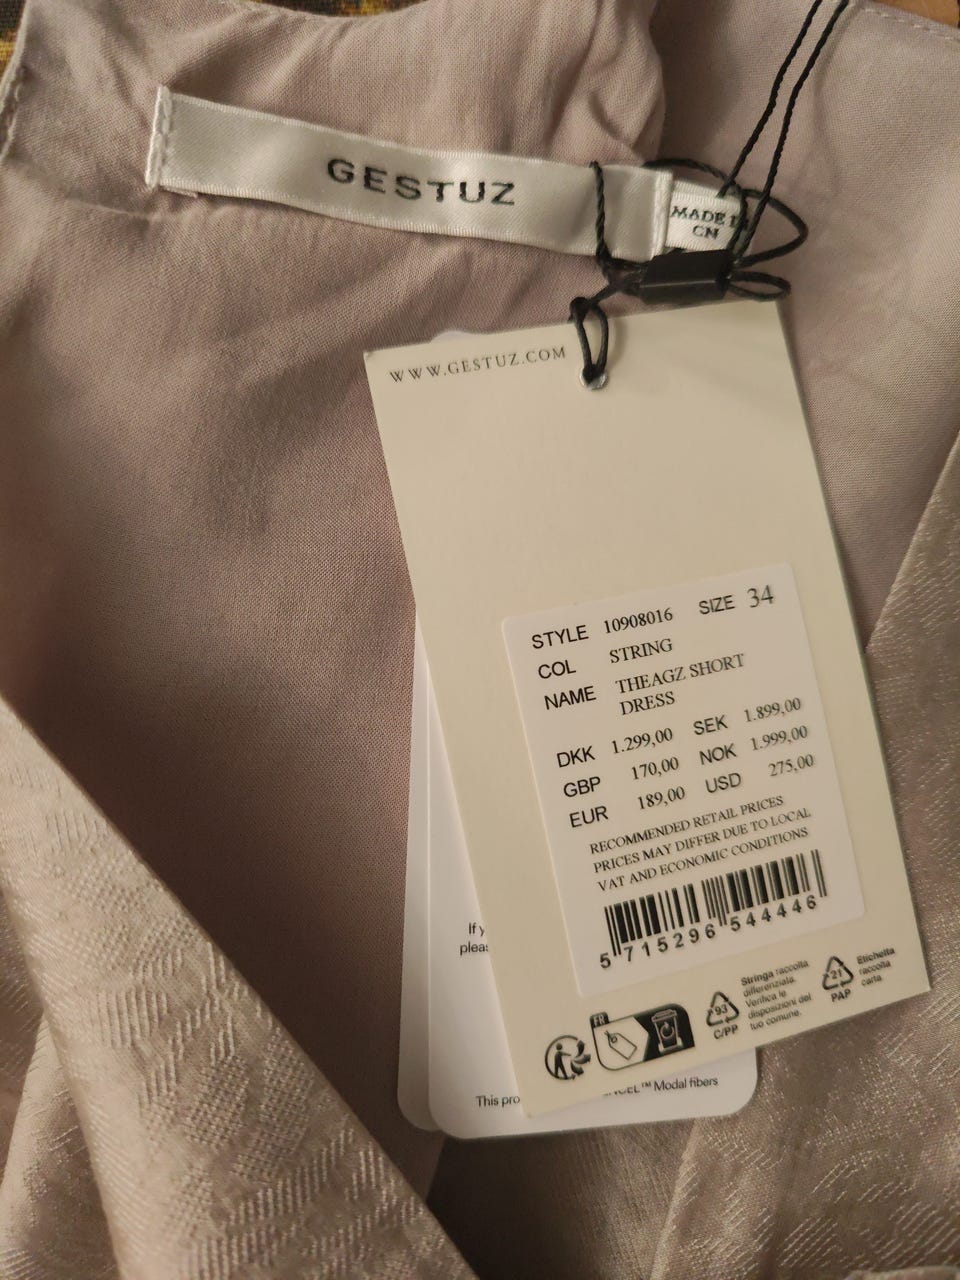 GESTUZ
MADE
CN
WWW.GESTUZ.COM
STYLE 10908016 SIZE 34
COL STRING
NAME THEAGZ SHORT
DRESS
DKK 1.299,00 SEK 1.899,00
GBP 170,00 NOK 1.999,00
EUR 189,00 USD 275,00
RECOMMENDED RETAIL PRICES
PRICES MAY DIFFER DUE TO LOCAL
VAT AND ECONOMIC CONDITIONS
5 715296 544446
FR
93
C/PP
Stringa raccolta
differenziata.
Verifica le
disposizioni del
tuo comune.
21
PAP
Etichetta
raccolta
carta.
If
This Modal fibers